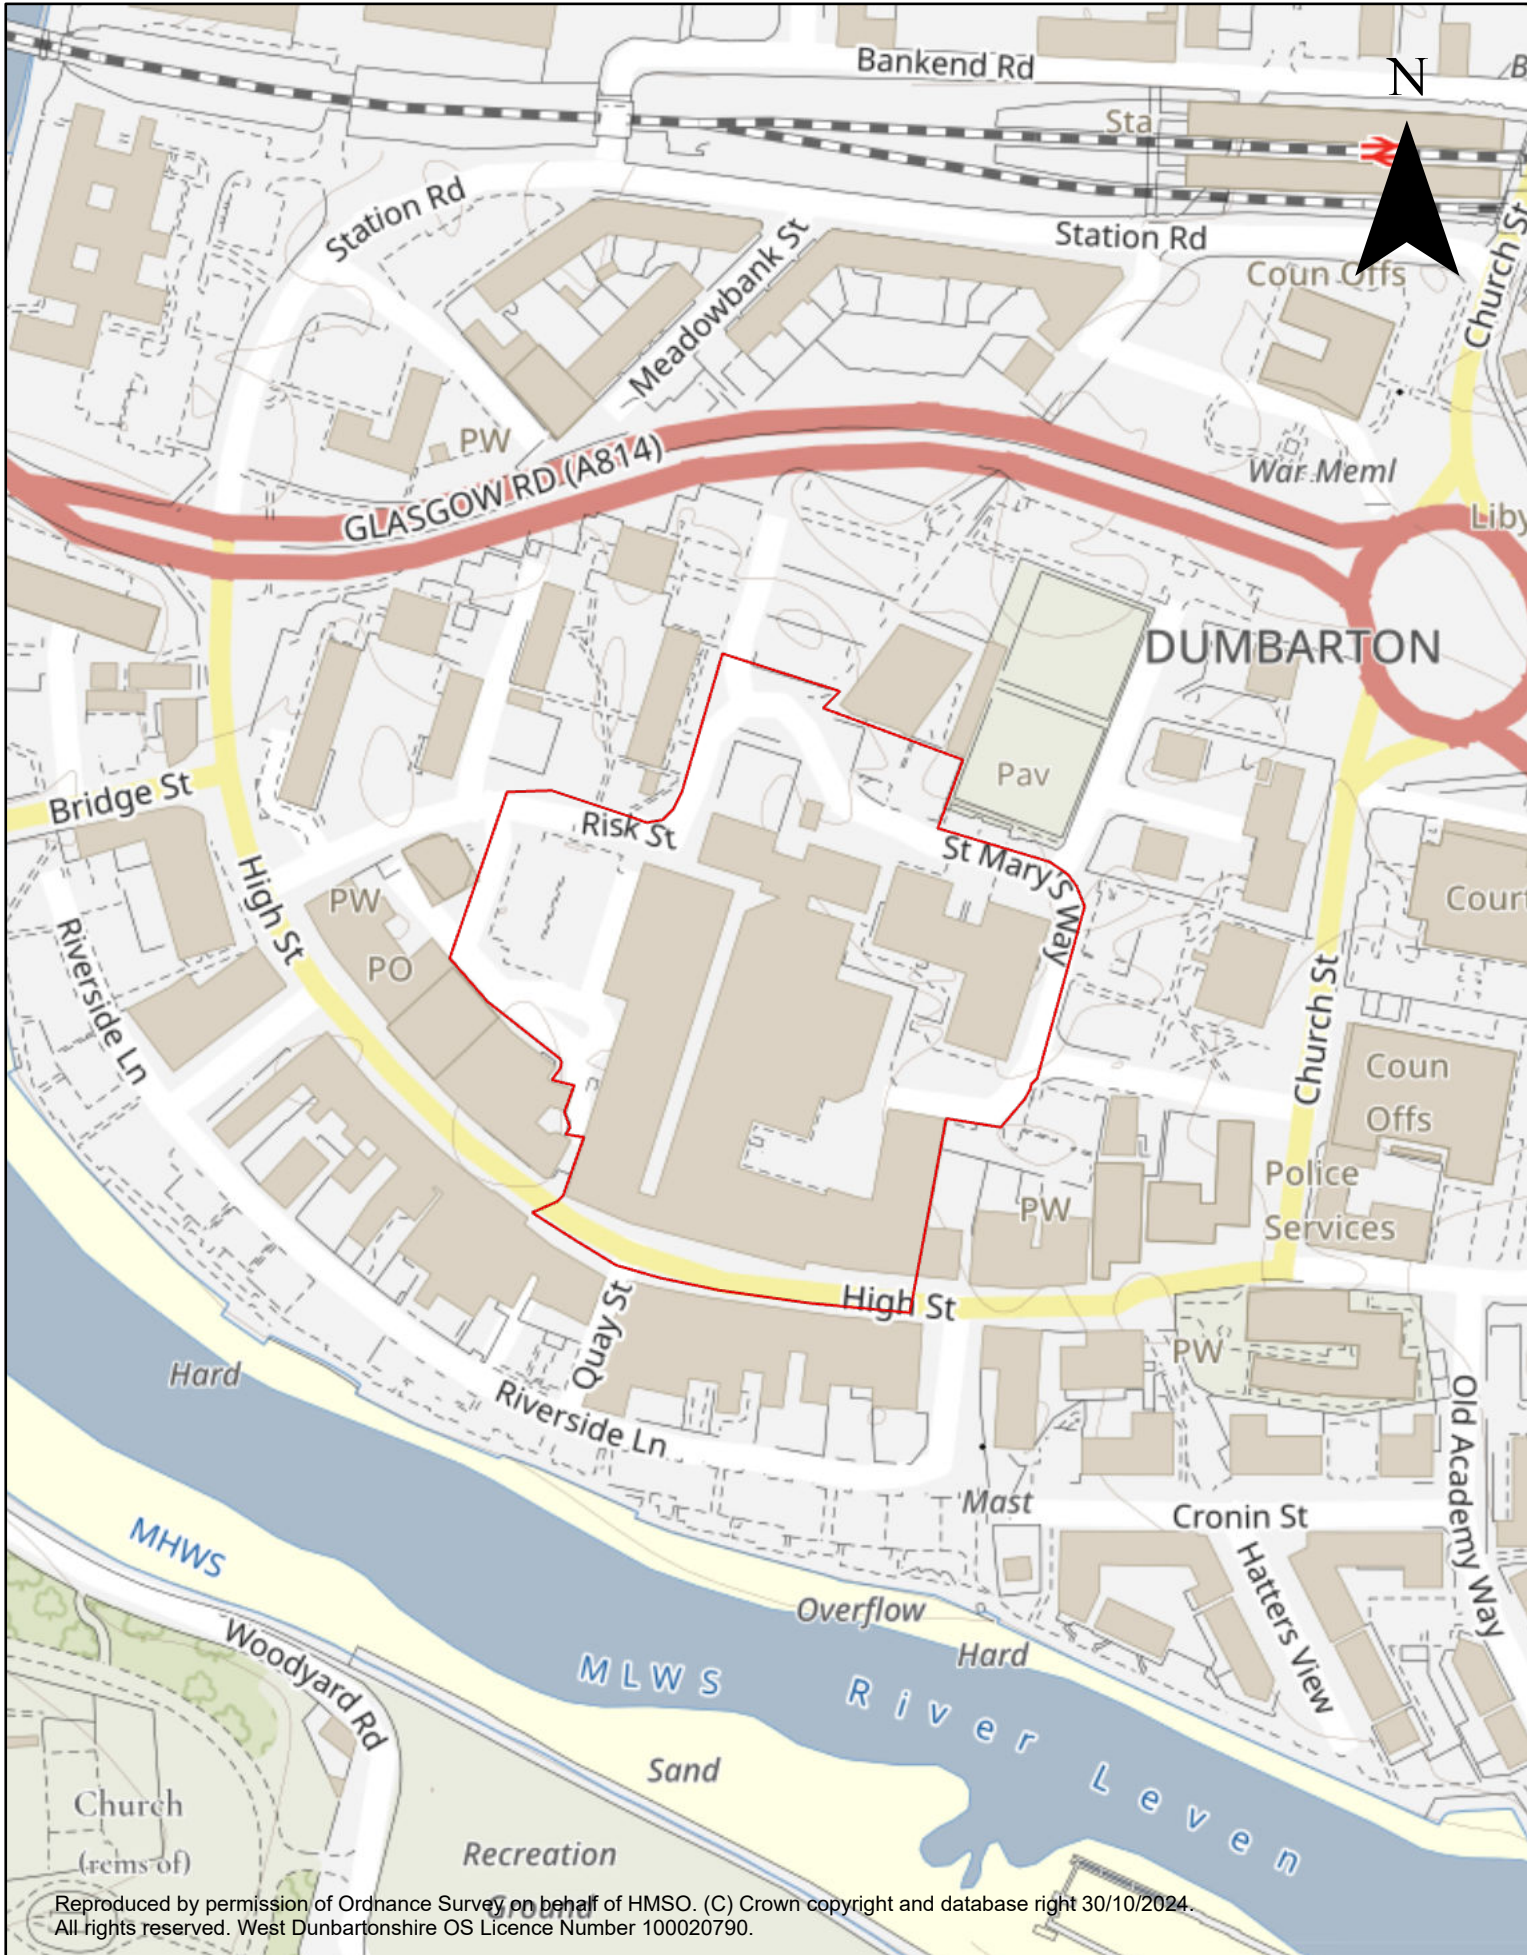 Bankend Rd
N
Sta
Station Rd
Station Rd
Meadowbank St
Coun Offs
Church St
PW
GLASGOW RD (A814)
War Meml
Liby
DUMBARTON
Bridge St
Pav
Risk St
St Mary'S Way
High St
PW
PO
Court
Riverside Ln
Church St
Coun
Offs
Police
Services
PW
High St
Quay St
PW
Hard
Riverside Ln
Old Academy Way
Mast
Cronin St
MHWS
Hatters View
Overflow
Hard
Woodyard Rd
MLWS
River Leven
Sand
Church
(rems of)
Recreation
Ground
Reproduced by permission of Ordnance Survey on behalf of HMSO. (C) Crown copyright and database right 30/10/2024.
All rights reserved. West Dunbartonshire OS Licence Number 100020790.